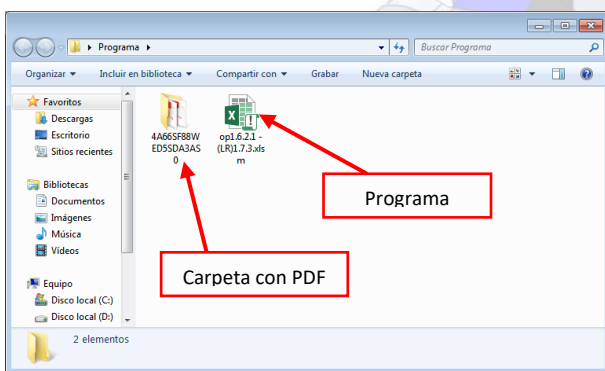 Programa
Buscar Programa
Organizar
Incluir en biblioteca
Compartir con
Grabar
Nueva carpeta
Favoritos
Descargas
Escritorio
Sitios recientes
Bibliotecas
Documentos
Imágenes
Música
Vídeos
Equipo
Disco local (C:)
Disco local (D:)
4A66SF88W
ED5SDA3AS
0
op1.6.2.1 -
(LR)1.7.3.xls
m
Programa
Carpeta con PDF
2 elementos